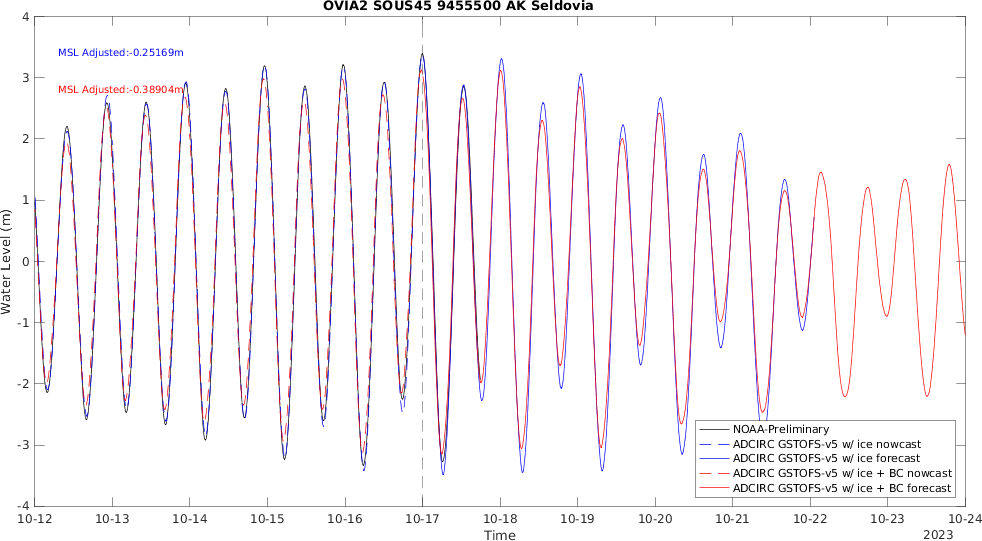 OVIA2 SOUS45 9455500 AK Seldovia
4
3
2
1
0
-1
-2
-3
-4
Water Level (m)
MSL Adjusted:-0.25169m
MSL Adjusted:-0.38904m
NOAA-Preliminary
ADCIRC GSTOFS-v5 w/ ice nowcast
ADCIRC GSTOFS-v5 w/ ice forecast
ADCIRC GSTOFS-v5 w/ ice + BC nowcast
ADCIRC GSTOFS-v5 w/ ice + BC forecast
10-12 10-13 10-14 10-15 10-16 10-17 10-18 10-19 10-20 10-21 10-22 10-23 10-24
Time
2023